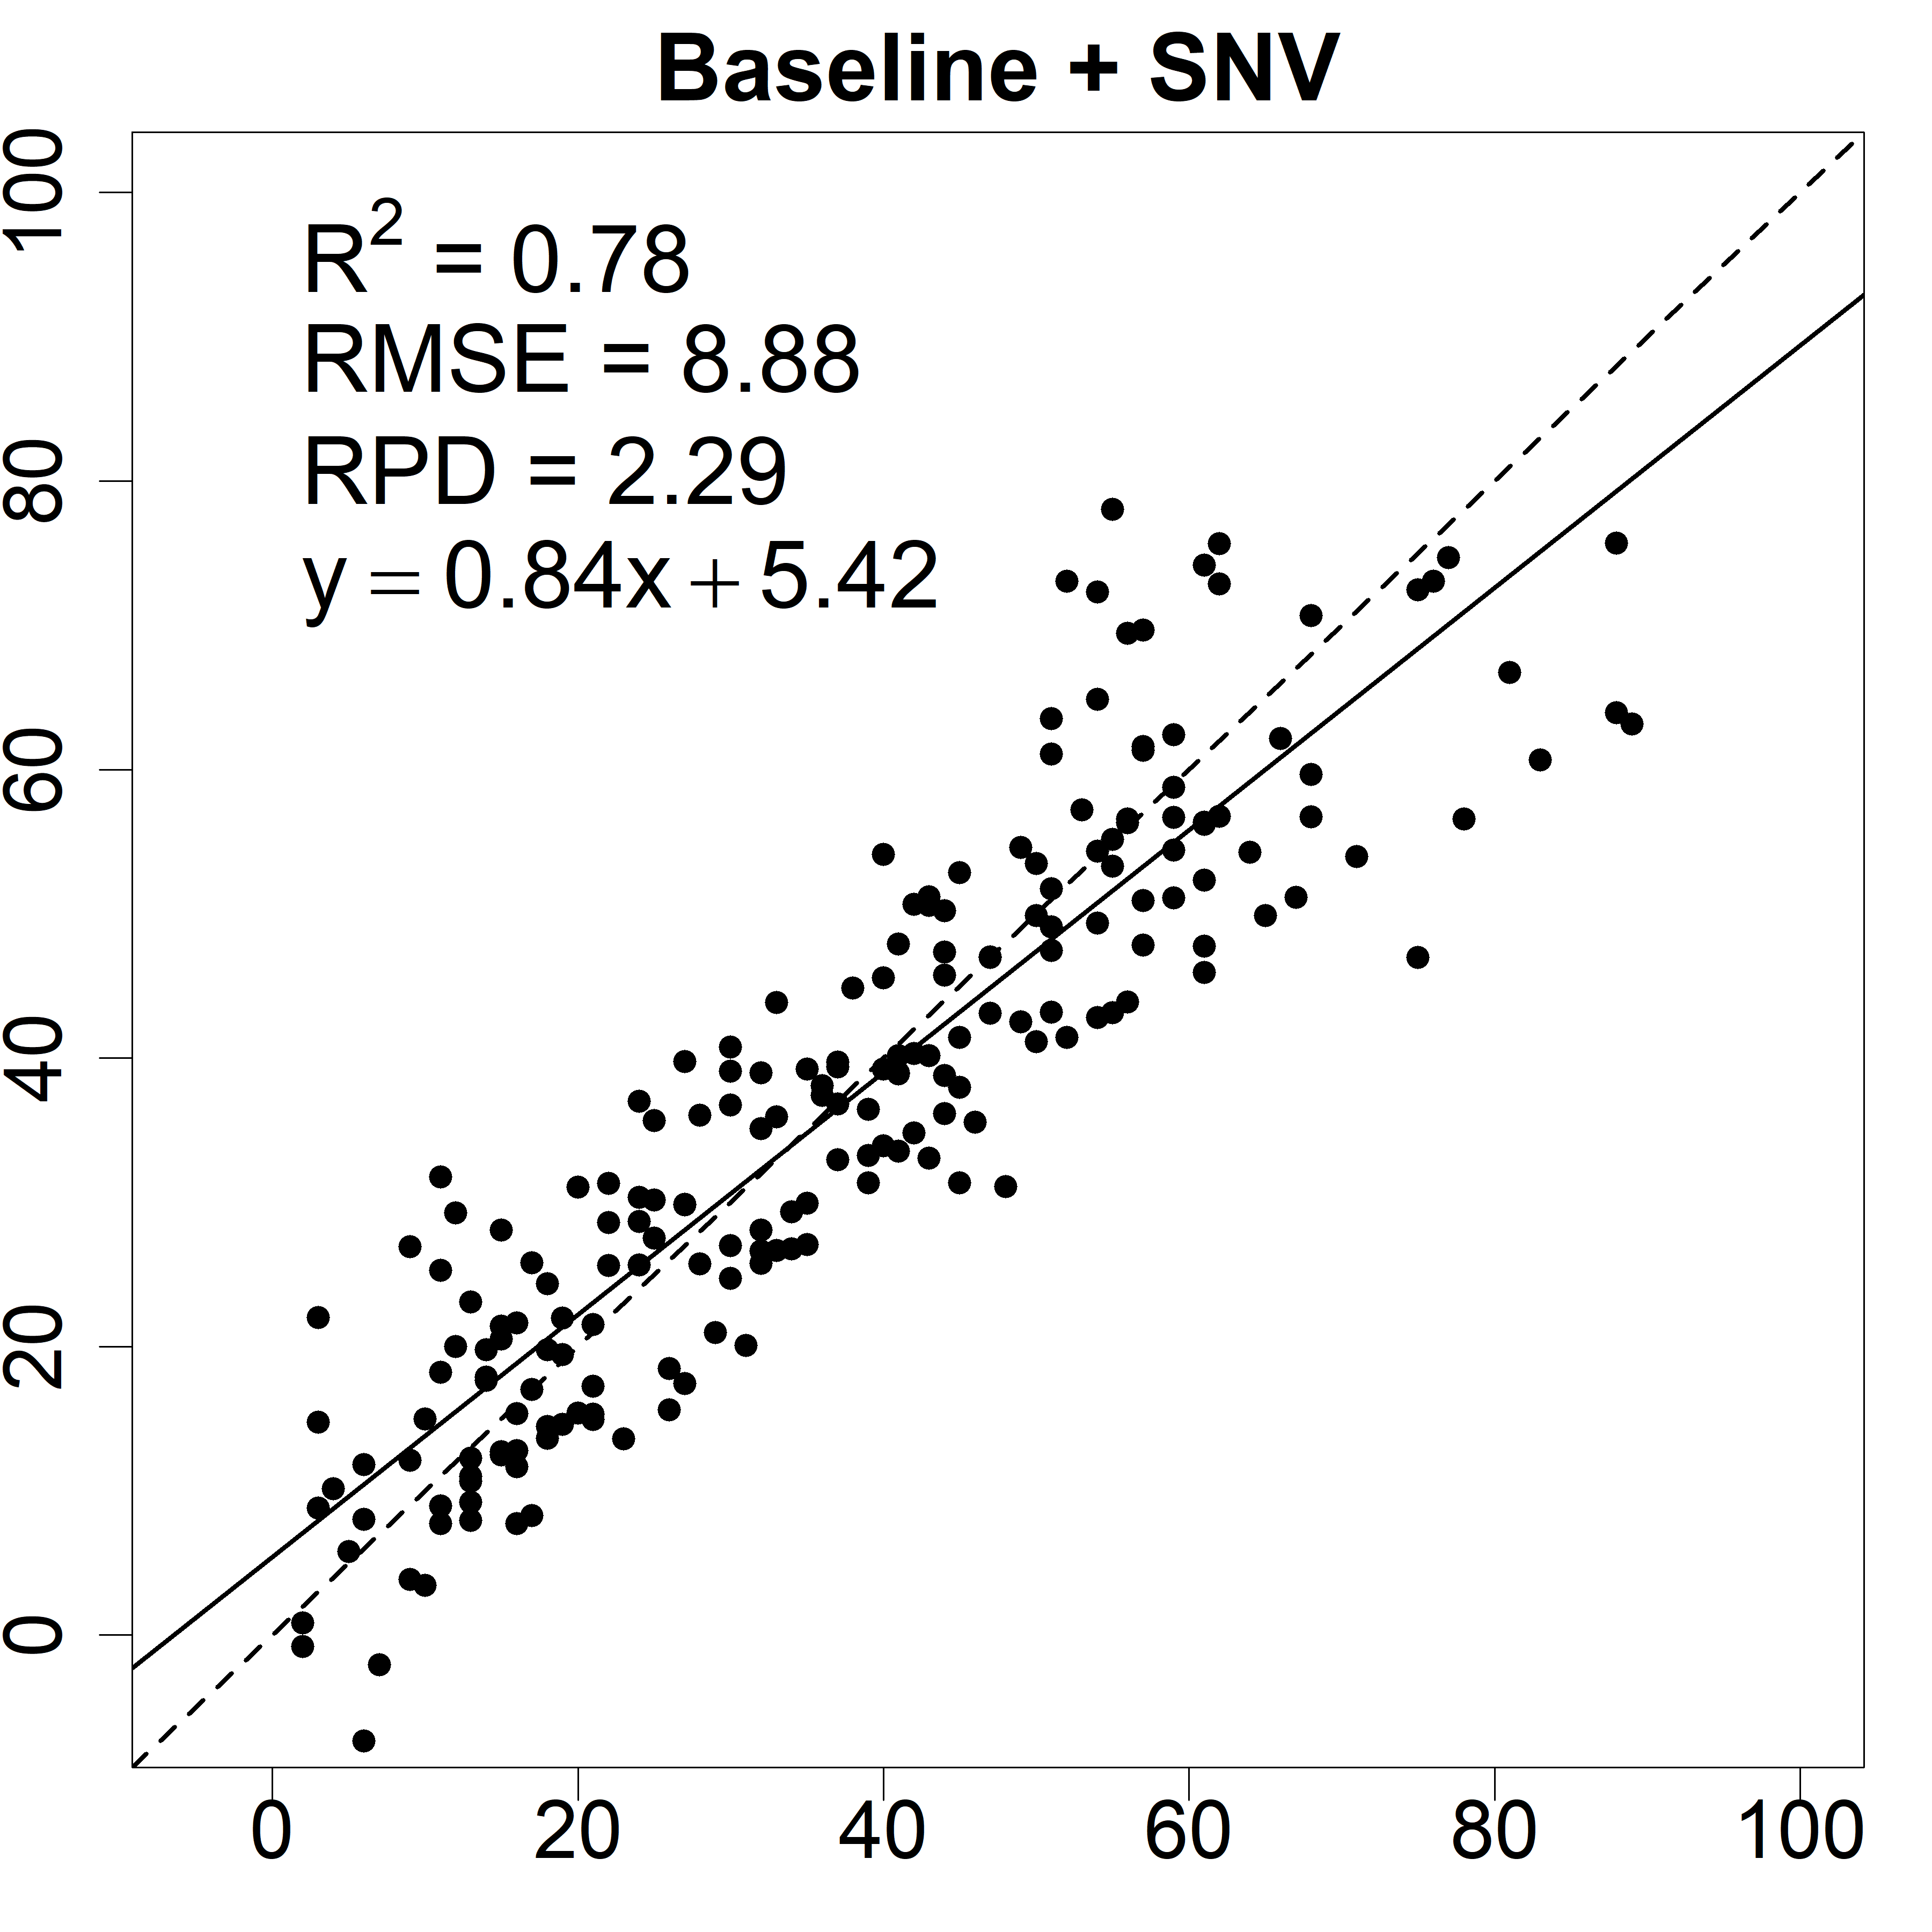 Baseline + SNV
R² = 0.78
RMSE = 8.88
RPD = 2.29
y = 0.84x + 5.42
100
80
60
40
20
0
0 20 40 60 80 100